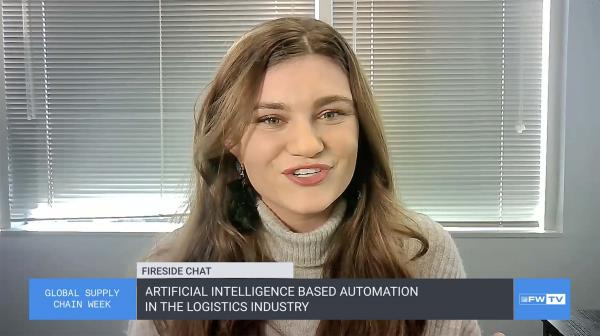 FIRESIDE CHAT
GLOBAL SUPPLY
CHAIN WEEK
ARTIFICIAL INTELLIGENCE BASED AUTOMATION
IN THE LOGISTICS INDUSTRY
FWTV